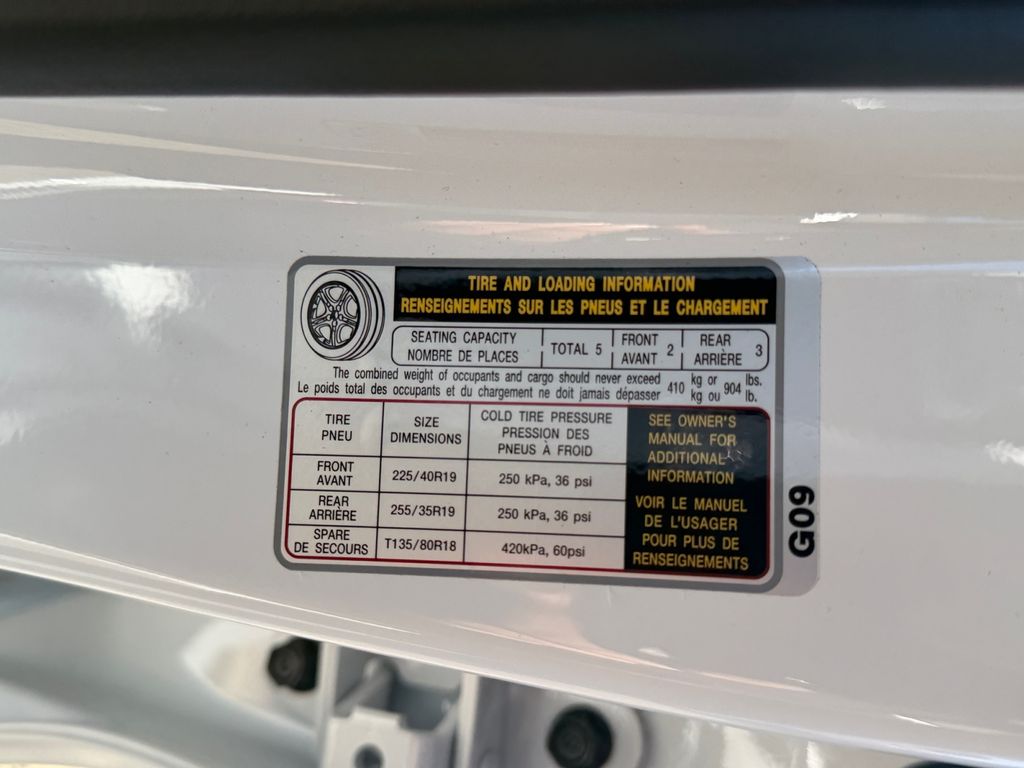 TIRE AND LOADING INFORMATION
RENSEIGNEMENTS SUR LES PNEUS ET LE CHARGEMENT
SEATING CAPACITY
NOMBRE DE PLACES
TOTAL 5
FRONT
AVANT 2
REAR
ARRIÈRE 3
The combined weight of occupants and cargo should never exceed 410 kg or 904 lbs.
Le poids total des occupants et du chargement ne doit jamais dépasser kg ou lb.
TIRE
PNEU
SIZE
DIMENSIONS
COLD TIRE PRESSURE
PRESSION DES
PNEUS À FROID
FRONT
AVANT
225/40R19
250 kPa, 36 psi
REAR
ARRIÈRE
255/35R19
250 kPa, 36 psi
SPARE
DE SECOURS
T135/80R18
420kPa, 60psi
SEE OWNER'S
MANUAL FOR
ADDITIONAL
INFORMATION
VOIR LE MANUEL
DE L'USAGER
POUR PLUS DE
RENSEIGNEMENTS
G09